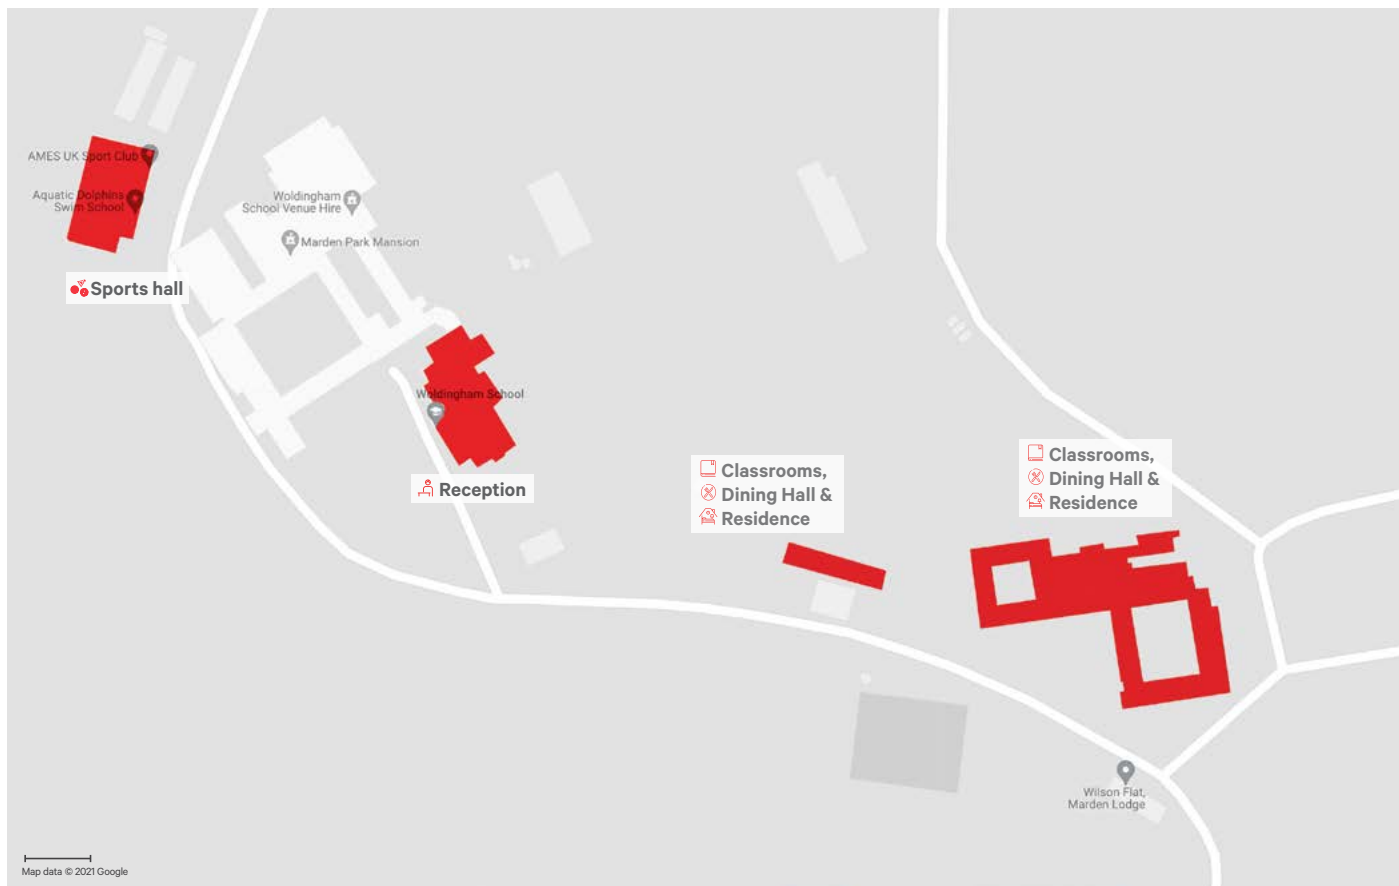 AMES UK Sport Club
Aquatic Dolphins
Swim School
Woldingham
School Venue Hire
Marden Park Mansion
Sports hall
Woldingham School
Reception
Classrooms,
Dining Hall &
Residence
Classrooms,
Dining Hall &
Residence
Wilson Flat,
Marden Lodge
Map data © 2021 Google